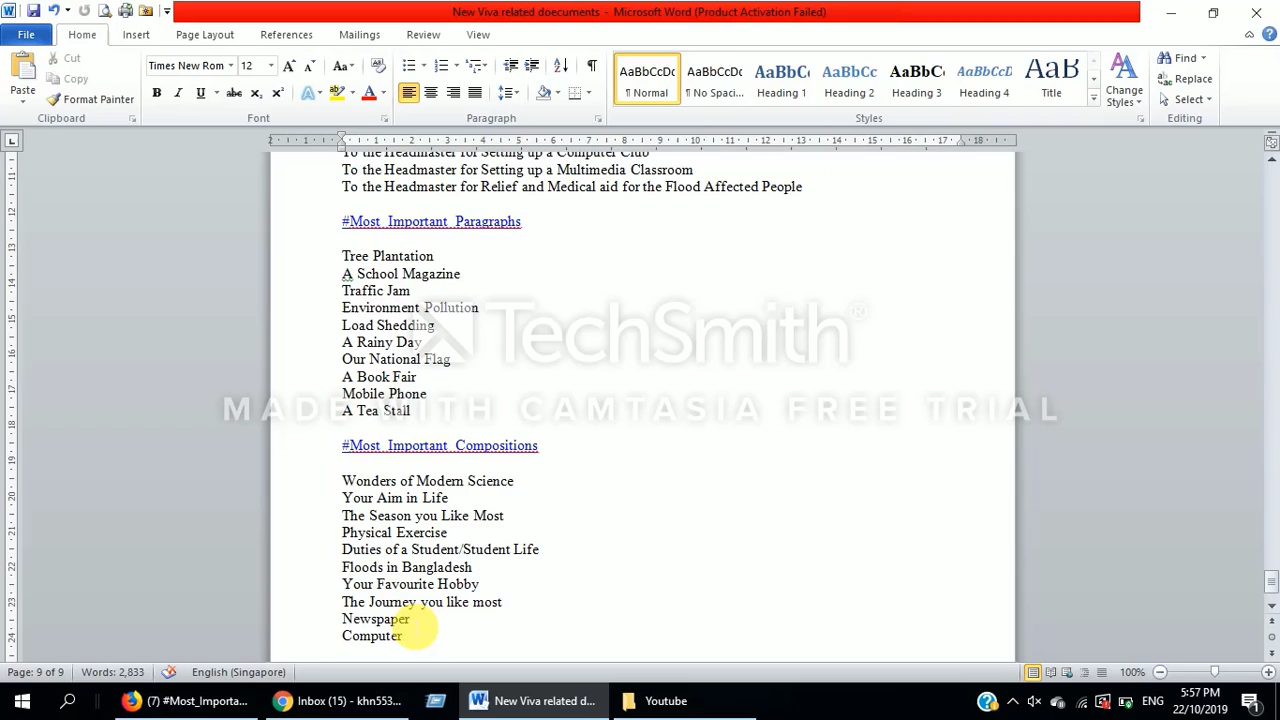 New Viva related doecuments - Microsoft Word (Product Activation Failed)
File Home Insert Page Layout References Mailings Review View
Paste
Cut
Copy
Format Painter
Clipboard
Times New Rom 12
Font
Paragraph
AaBbCcDc AaBbCcDc AaBbC AaBbCc AaBbC AaBbCcD AaB
¶ Normal ¶ No Spaci... Heading 1 Heading 2 Heading 3 Heading 4 Title
Change Styles
Styles
Find
Replace
Select
Editing
To the Headmaster for Setting up a Computer Club
To the Headmaster for Setting up a Multimedia Classroom
To the Headmaster for Relief and Medical aid for the Flood Affected People
#Most_Important_Paragraphs
Tree Plantation
A School Magazine
Traffic Jam
Environment Pollution
Load Shedding
A Rainy Day
Our National Flag
A Book Fair
Mobile Phone
A Tea Stall
TechSmith®
MADE WITH CAMTASIA FREE TRIAL
#Most_Important_Compositions
Wonders of Modern Science
Your Aim in Life
The Season you Like Most
Physical Exercise
Duties of a Student/Student Life
Floods in Bangladesh
Your Favourite Hobby
The Journey you like most
Newspaper
Computer
Page: 9 of 9 Words: 2,833 English (Singapore) 100%
(7) #Most_Importa... Inbox (15) - khn553... New Viva related d... Youtube
ENG
5:57 PM
22/10/2019